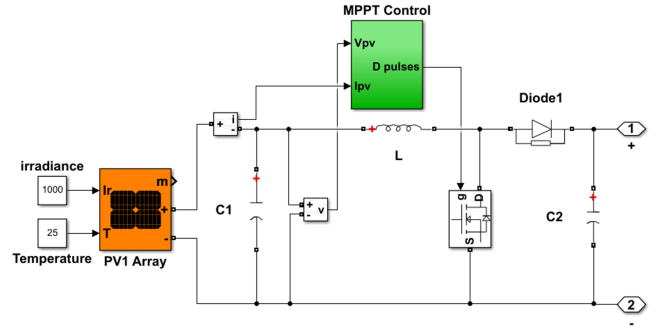 MPPT Control
Vpv
D pulses
Ipv
Diode1
i
+
-
1
+
L
irradiance
1000
Ir
m
+
T
-
25
Temperature
PV1 Array
C1
+
-
v
g
D
S
C2
2
-